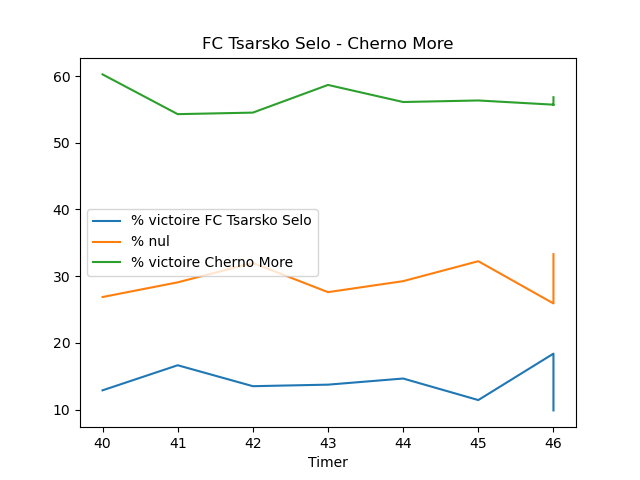 FC Tsarsko Selo - Cherno More
60
50
40
30
20
10
% victoire FC Tsarsko Selo
% nul
% victoire Cherno More
40 41 42 43 44 45 46
Timer